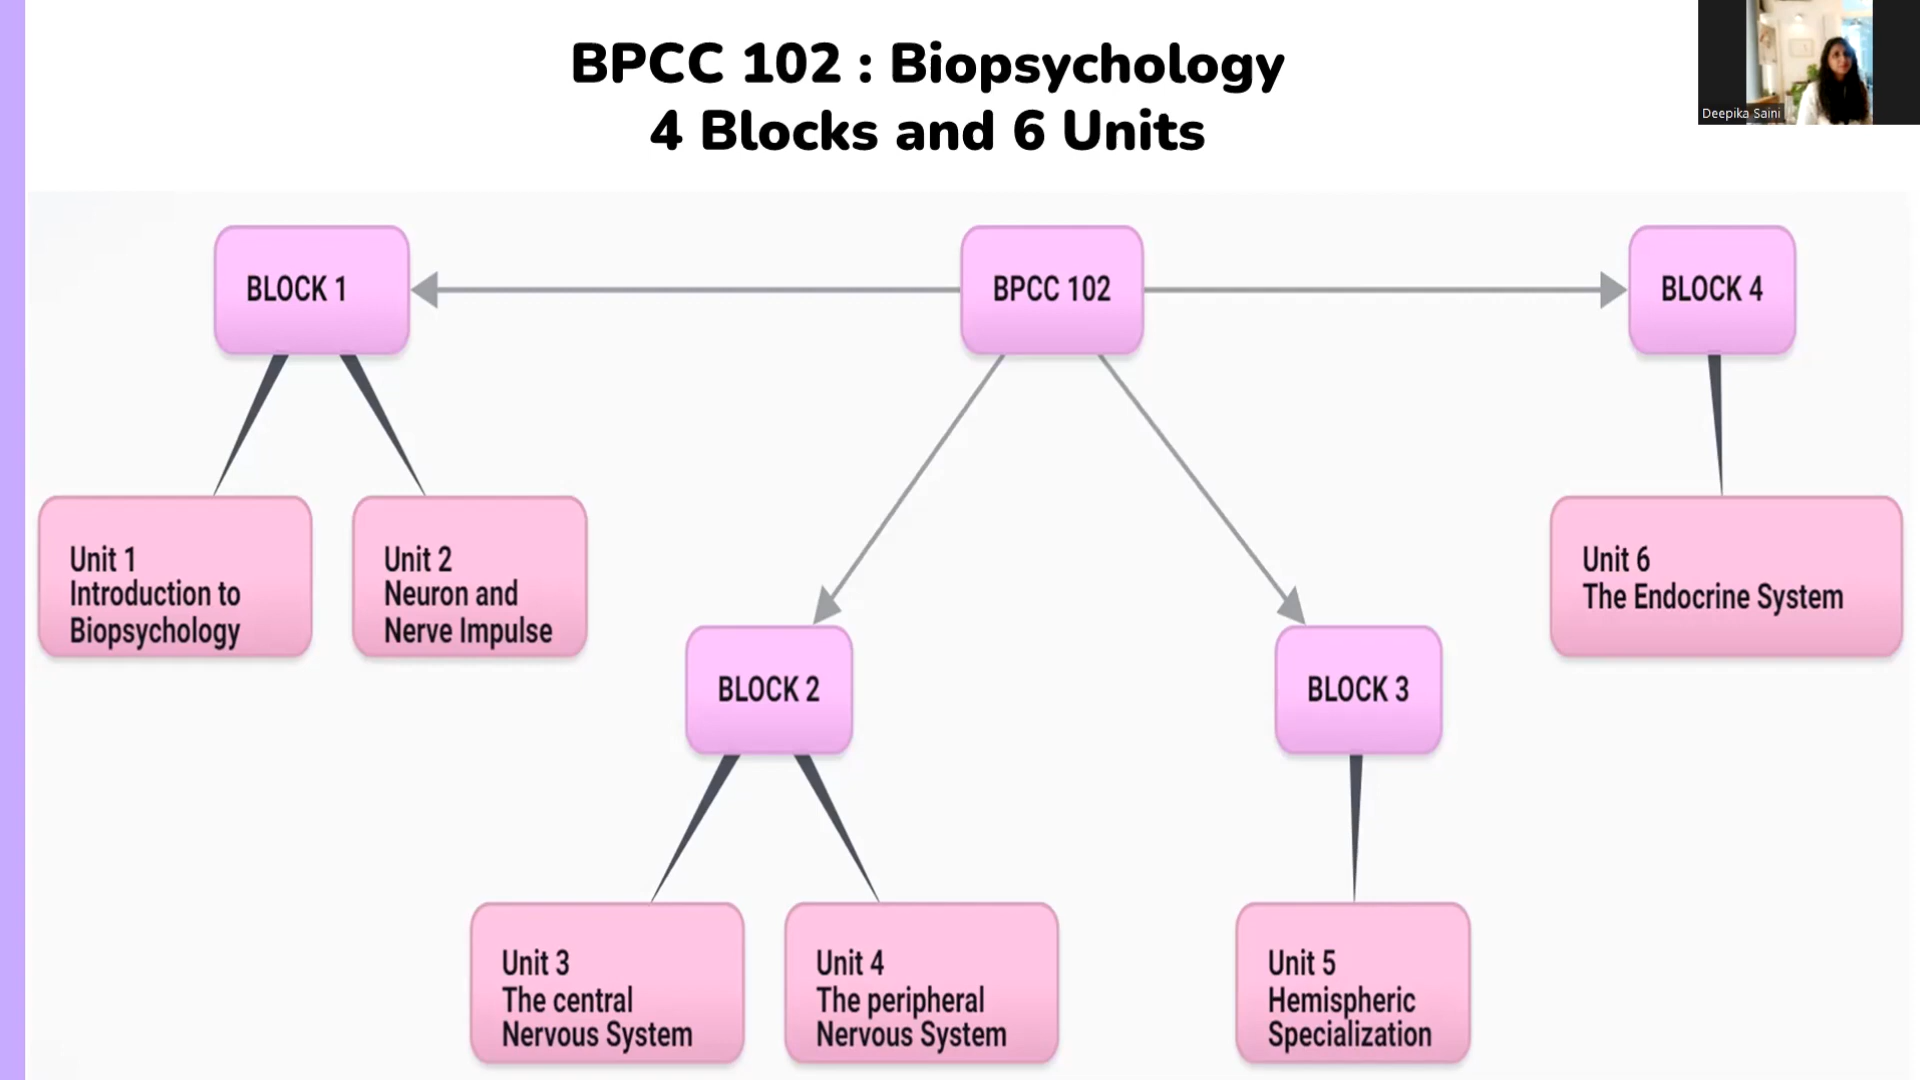 BPCC 102 : Biopsychology
4 Blocks and 6 Units
Deepika Saini
BLOCK 1
BPCC 102
BLOCK 4
Unit 1
Introduction to
Biopsychology
Unit 2
Neuron and
Nerve Impulse
Unit 6
The Endocrine System
BLOCK 2
BLOCK 3
Unit 3
The central
Nervous System
Unit 4
The peripheral
Nervous System
Unit 5
Hemispheric
Specialization